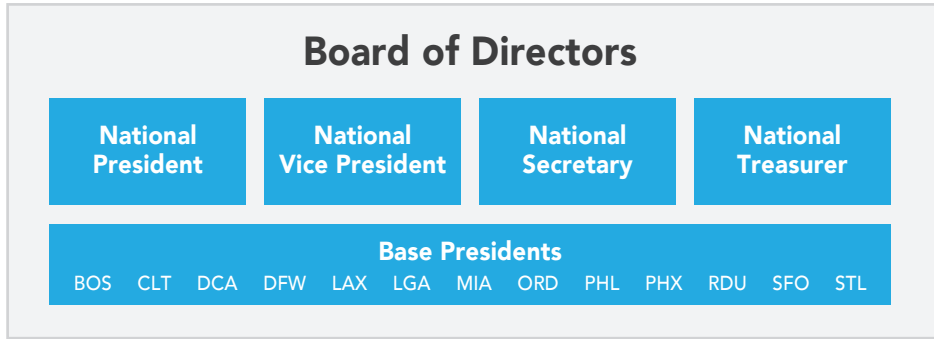 Board of Directors
National
President
National
Vice President
National
Secretary
National
Treasurer
Base Presidents
BOS CLT DCA DFW LAX LGA MIA ORD PHL PHX RDU SFO STL